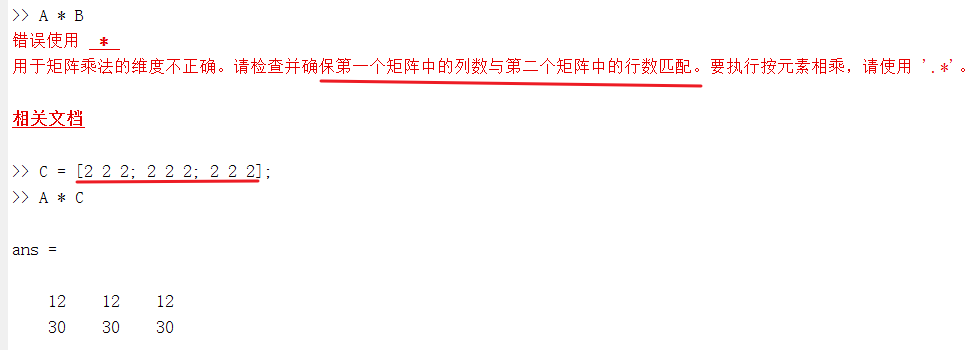 >> A * B
错误使用  *
用于矩阵乘法的维度不正确。请检查并确保第一个矩阵中的列数与第二个矩阵中的行数匹配。要执行按元素相乘，请使用 '.*'。
相关文档
>> C = [2 2 2; 2 2 2; 2 2 2];
>> A * C
ans =
12 12 12
30 30 30